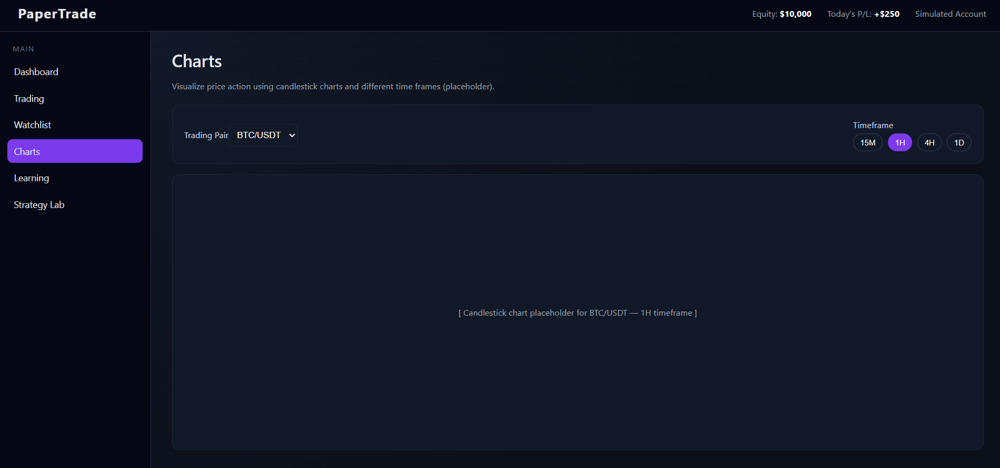 PaperTrade
Equity: $10,000 Today's P/L: +$250 Simulated Account
MAIN
Dashboard
Trading
Watchlist
Charts
Learning
Strategy Lab
Charts
Visualize price action using candlestick charts and different time frames (placeholder).
Trading Pair BTC/USDT
Timeframe
15M 1H 4H 1D
[ Candlestick chart placeholder for BTC/USDT — 1H timeframe ]